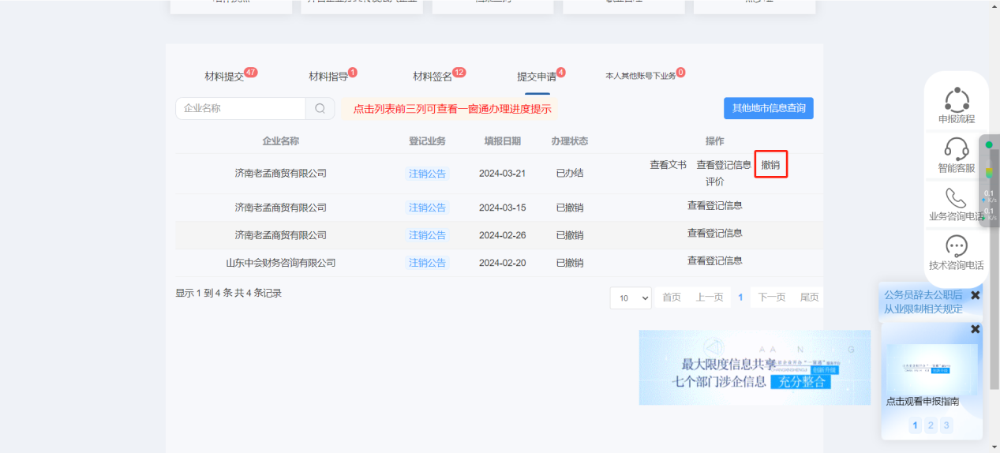 材料提交47
材料指导1
材料签名12
提交申请4
本人其他账号下业务0
企业名称
点击列表前三列可查看一窗通办理进度提示
其他地市信息查询
企业名称 登记业务 填报日期 办理状态 操作
济南老孟商贸有限公司 注销公告 2024-03-21 已办结 查看文书 查看登记信息 撤销
评价
济南老孟商贸有限公司 注销公告 2024-03-15 已撤销 查看登记信息
济南老孟商贸有限公司 注销公告 2024-02-26 已撤销 查看登记信息
山东中会财务咨询有限公司 注销公告 2024-02-20 已撤销 查看登记信息
显示 1 到 4 条 共 4 条记录
10 首页 上一页 1 下一页 尾页
最大限度信息共享
创新升级
七个部门涉企信息 充分整合
申报流程
智能客服
业务咨询电话
技术咨询电话
0.1
K/s
0.1
K/s
公务员辞去公职后
从业限制相关规定
点击观看申报指南
1 2 3